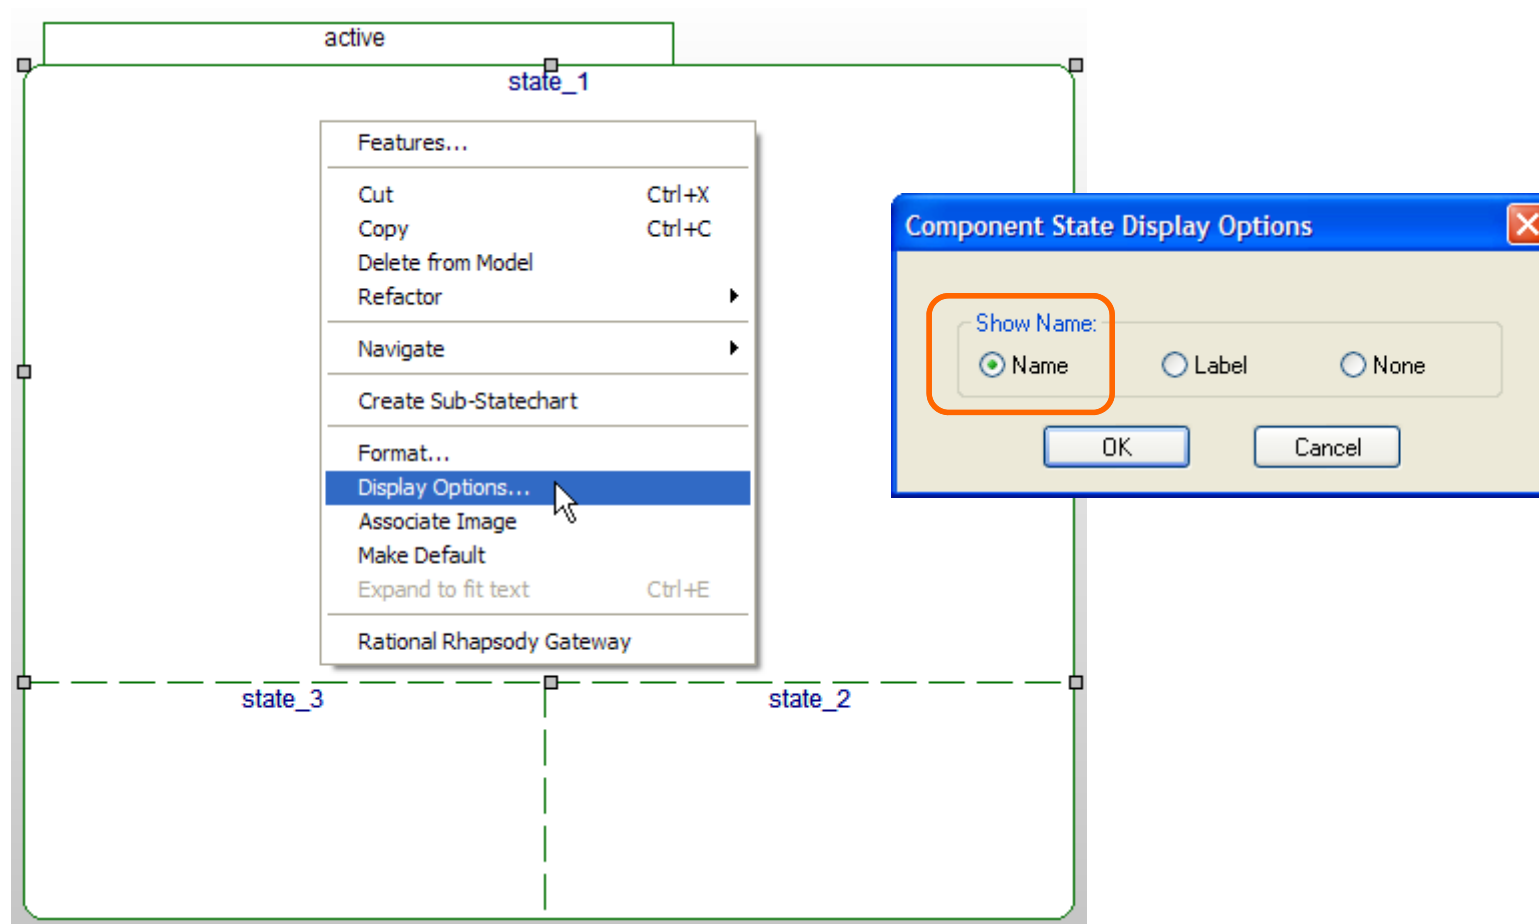 active
state_1
Features...
Cut Ctrl+X
Copy Ctrl+C
Delete from Model
Refactor
Navigate
Create Sub-Statechart
Format...
Display Options...
Associate Image
Make Default
Expand to fit text Ctrl+E
Rational Rhapsody Gateway
state_3 state_2
Component State Display Options
Show Name:
Name Label None
OK Cancel